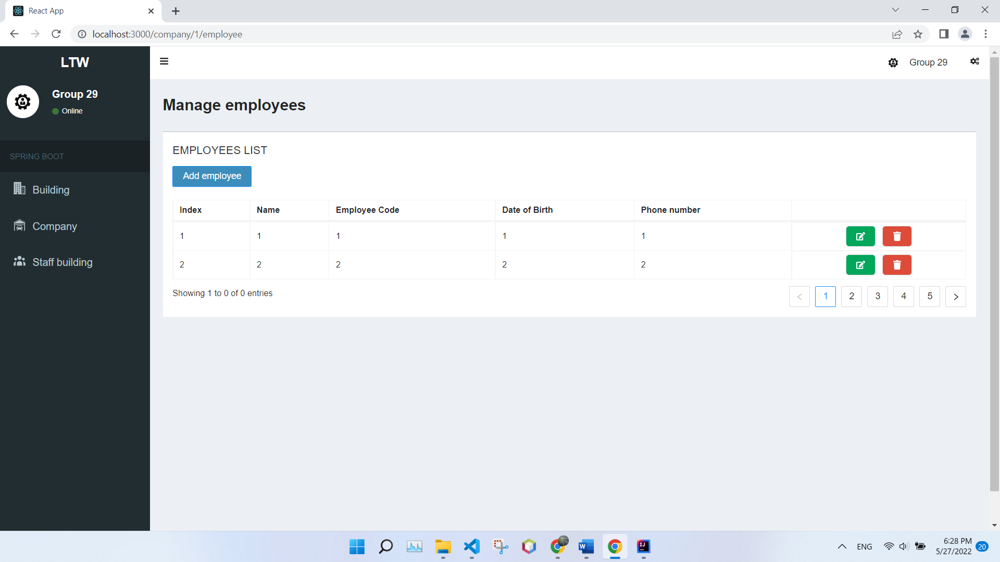 React App
localhost:3000/company/1/employee
LTW
Group 29
Group 29
Online
Manage employees
SPRING BOOT
Building
Company
Staff building
EMPLOYEES LIST
Add employee
Index Name Employee Code Date of Birth Phone number
1 1 1 1 1
2 2 2 2 2
Showing 1 to 0 of 0 entries
< 1 2 3 4 5 >
W
IJ
ENG
6:28 PM
5/27/2022
20